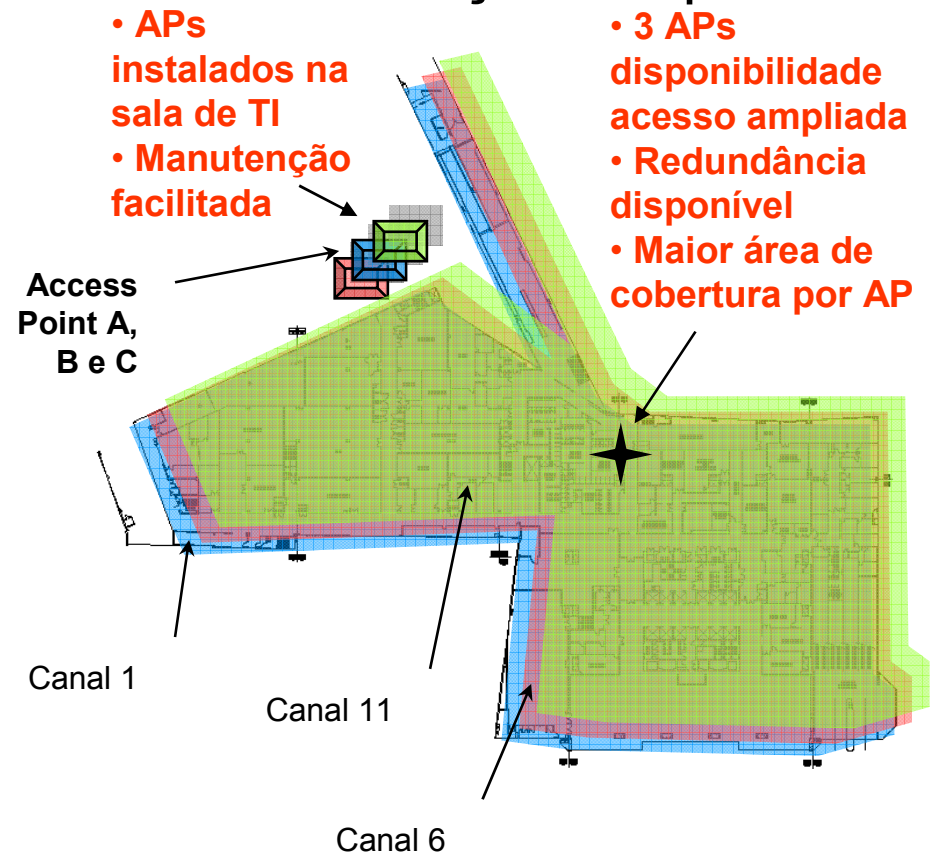 • APs
instalados na
sala de TI
• Manutenção
facilitada
• 3 APs
disponibilidade
acesso ampliada
• Redundância
disponível
• Maior área de
cobertura por AP
Access
Point A,
B e C
Canal 1
Canal 11
Canal 6